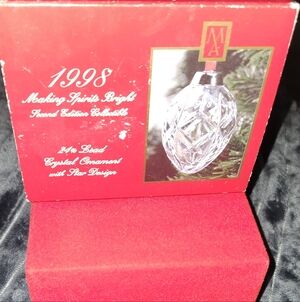 M
A
1998
Making Spirits Bright
Second Edition Collectible
24% Lead
Crystal Ornament
with Star Design